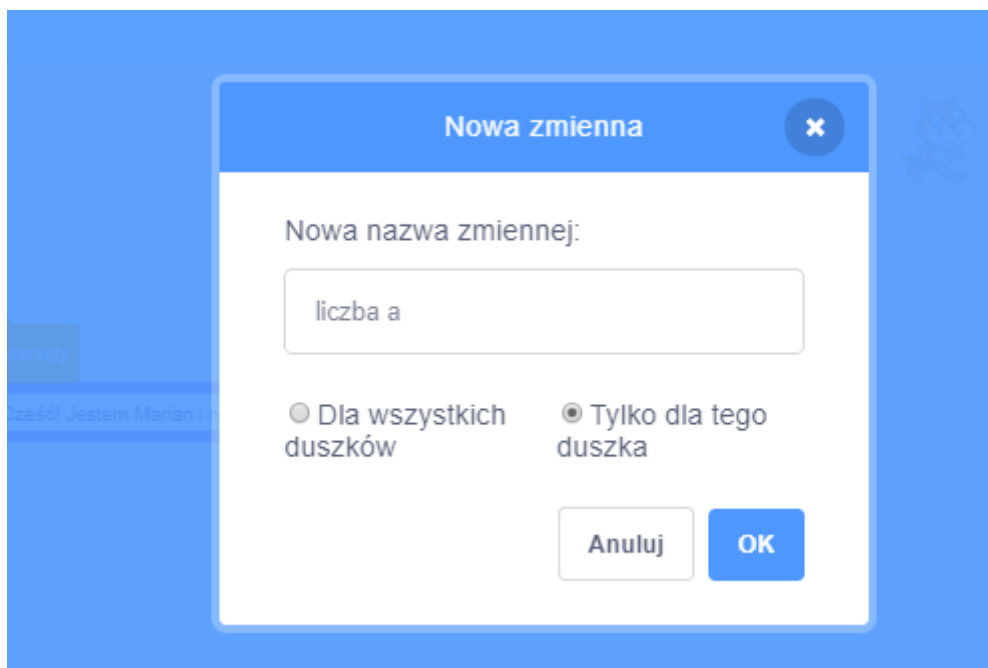 Nowa zmienna
Nowa nazwa zmiennej:
liczba a
Dla wszystkich
duszków
Tylko dla tego
duszka
Anuluj
OK
Cześć! Jestem Marian i